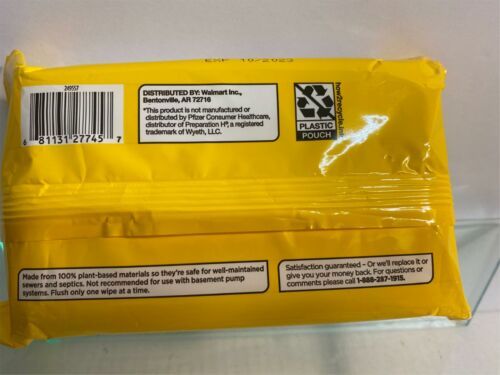 EXP 10/2023
249557
6 81131 27745 7
DISTRIBUTED BY: Walmart Inc.,
Bentonville, AR 72716
*This product is not manufactured or
distributed by Pfizer Consumer Healthcare,
distributor of Preparation H®, a registered
trademark of Wyeth, LLC.
PLASTIC
POUCH
Made from 100% plant-based materials so they're safe for well-maintained
sewers and septics. Not recommended for use with basement pump
systems. Flush only one wipe at a time.
Satisfaction guaranteed - Or we'll replace it or
give you your money back. For questions or
comments please call 1-888-287-1915.